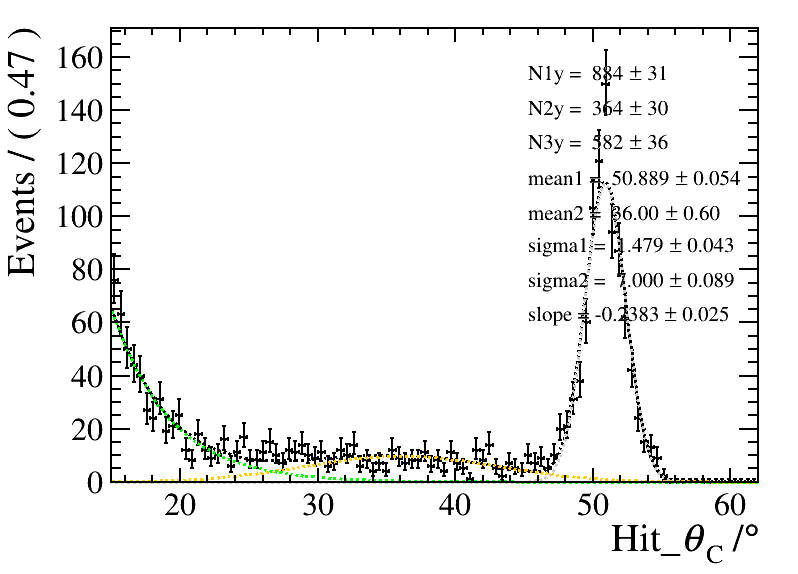 Events / ( 0.47 )
160
140
120
100
80
60
40
20
0
N1y = 884 ± 31
N2y = 364 ± 30
N3y = 582 ± 36
mean1 = 50.889 ± 0.054
mean2 = 36.00 ± 0.60
sigma1 = 1.479 ± 0.043
sigma2 = 7.000 ± 0.089
slope = -0.2383 ± 0.025
20 30 40 50 60
Hit_θC /°